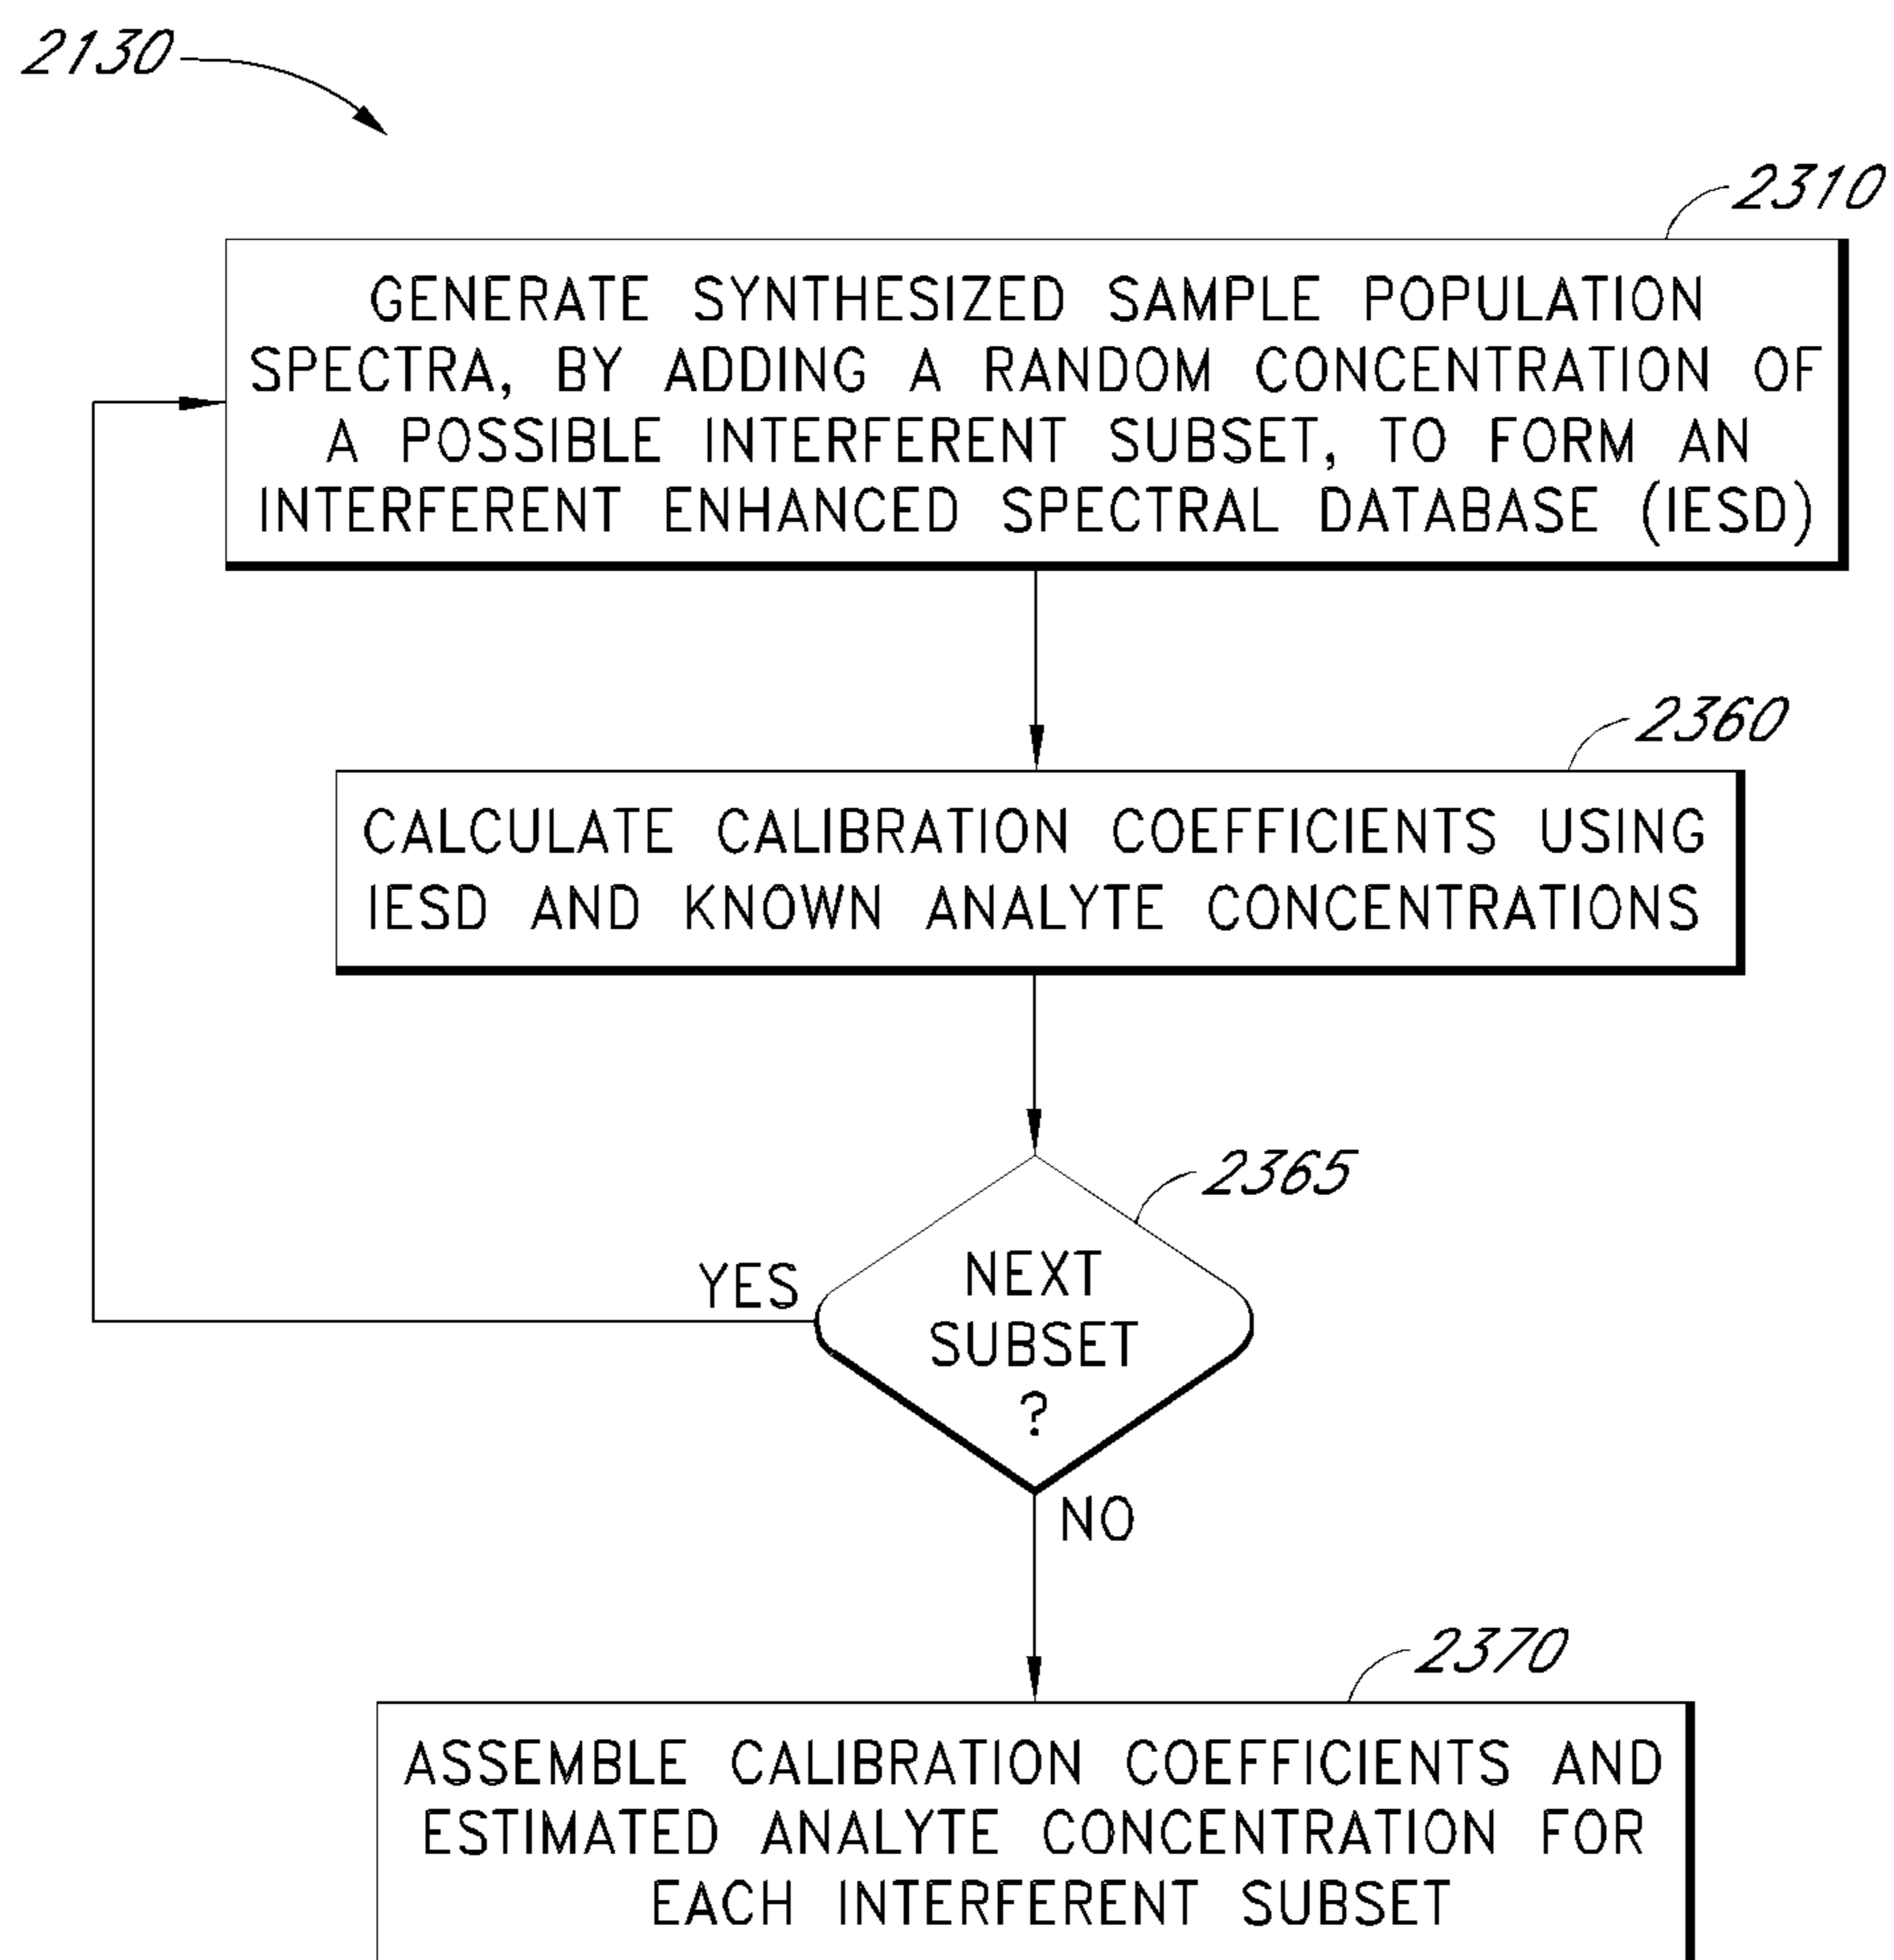 2130
2310
GENERATE SYNTHESIZED SAMPLE POPULATION
SPECTRA, BY ADDING A RANDOM CONCENTRATION OF
A POSSIBLE INTERFERENT SUBSET, TO FORM AN
INTERFERENT ENHANCED SPECTRAL DATABASE (IESD)
2360
CALCULATE CALIBRATION COEFFICIENTS USING
IESD AND KNOWN ANALYTE CONCENTRATIONS
2365
NEXT
SUBSET
?
YES
NO
2370
ASSEMBLE CALIBRATION COEFFICIENTS AND
ESTIMATED ANALYTE CONCENTRATION FOR
EACH INTERFERENT SUBSET